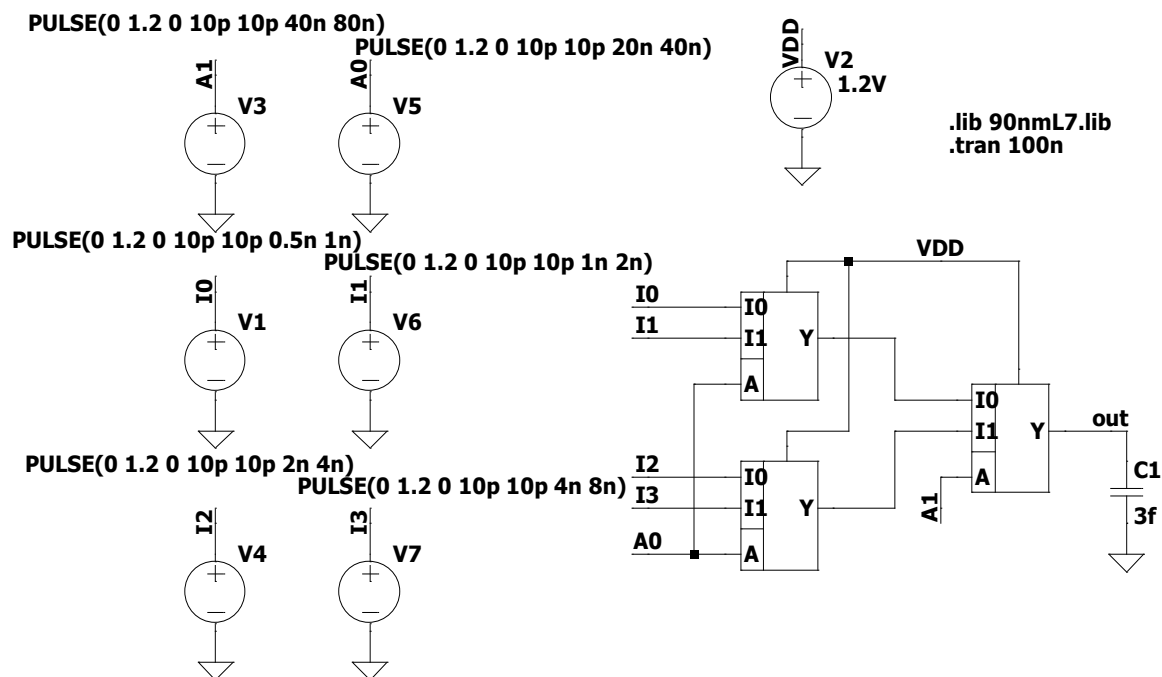 PULSE(0 1.2 0 10p 10p 40n 80n)
PULSE(0 1.2 0 10p 10p 20n 40n)
A1
V3
A0
V5
VDD
V2
1.2V
.lib 90nmL7.lib
.tran 100n
PULSE(0 1.2 0 10p 10p 0.5n 1n)
PULSE(0 1.2 0 10p 10p 1n 2n)
I0
V1
I1
V6
PULSE(0 1.2 0 10p 10p 2n 4n)
PULSE(0 1.2 0 10p 10p 4n 8n)
I2
V4
I3
V7
VDD
I0
I1
I0
I1
Y
A
I2
I3
A0
I0
I1
Y
A
I0
I1
Y
A
A1
out
C1
3f